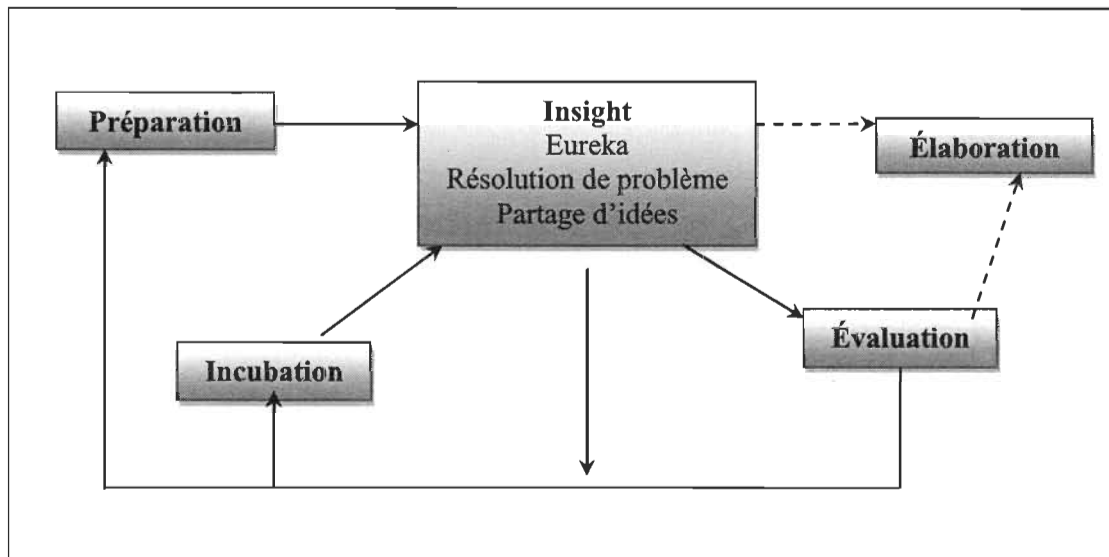 Préparation
Insight
Eureka
Résolution de problème
Partage d'idées
Élaboration
Évaluation
Incubation